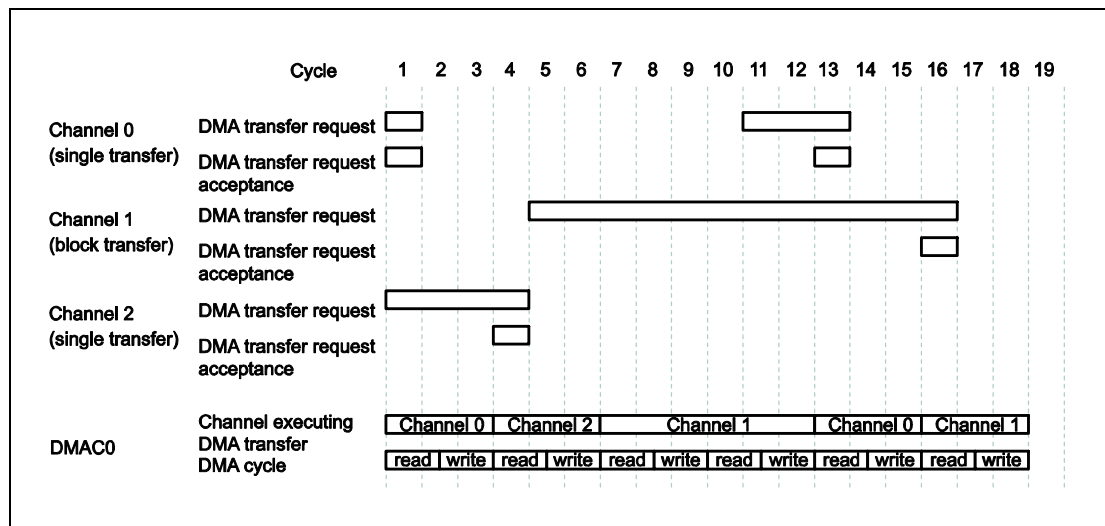 Cycle 1 2 3 4 5 6 7 8 9 10 11 12 13 14 15 16 17 18 19
Channel 0
(single transfer)
DMA transfer request
DMA transfer request
acceptance
Channel 1
(block transfer)
DMA transfer request
DMA transfer request
acceptance
Channel 2
(single transfer)
DMA transfer request
DMA transfer request
acceptance
DMAC0
Channel executing
DMA transfer
Channel 0 Channel 2 Channel 1 Channel 0 Channel 1
DMA cycle
read write read write read write read write read write read write